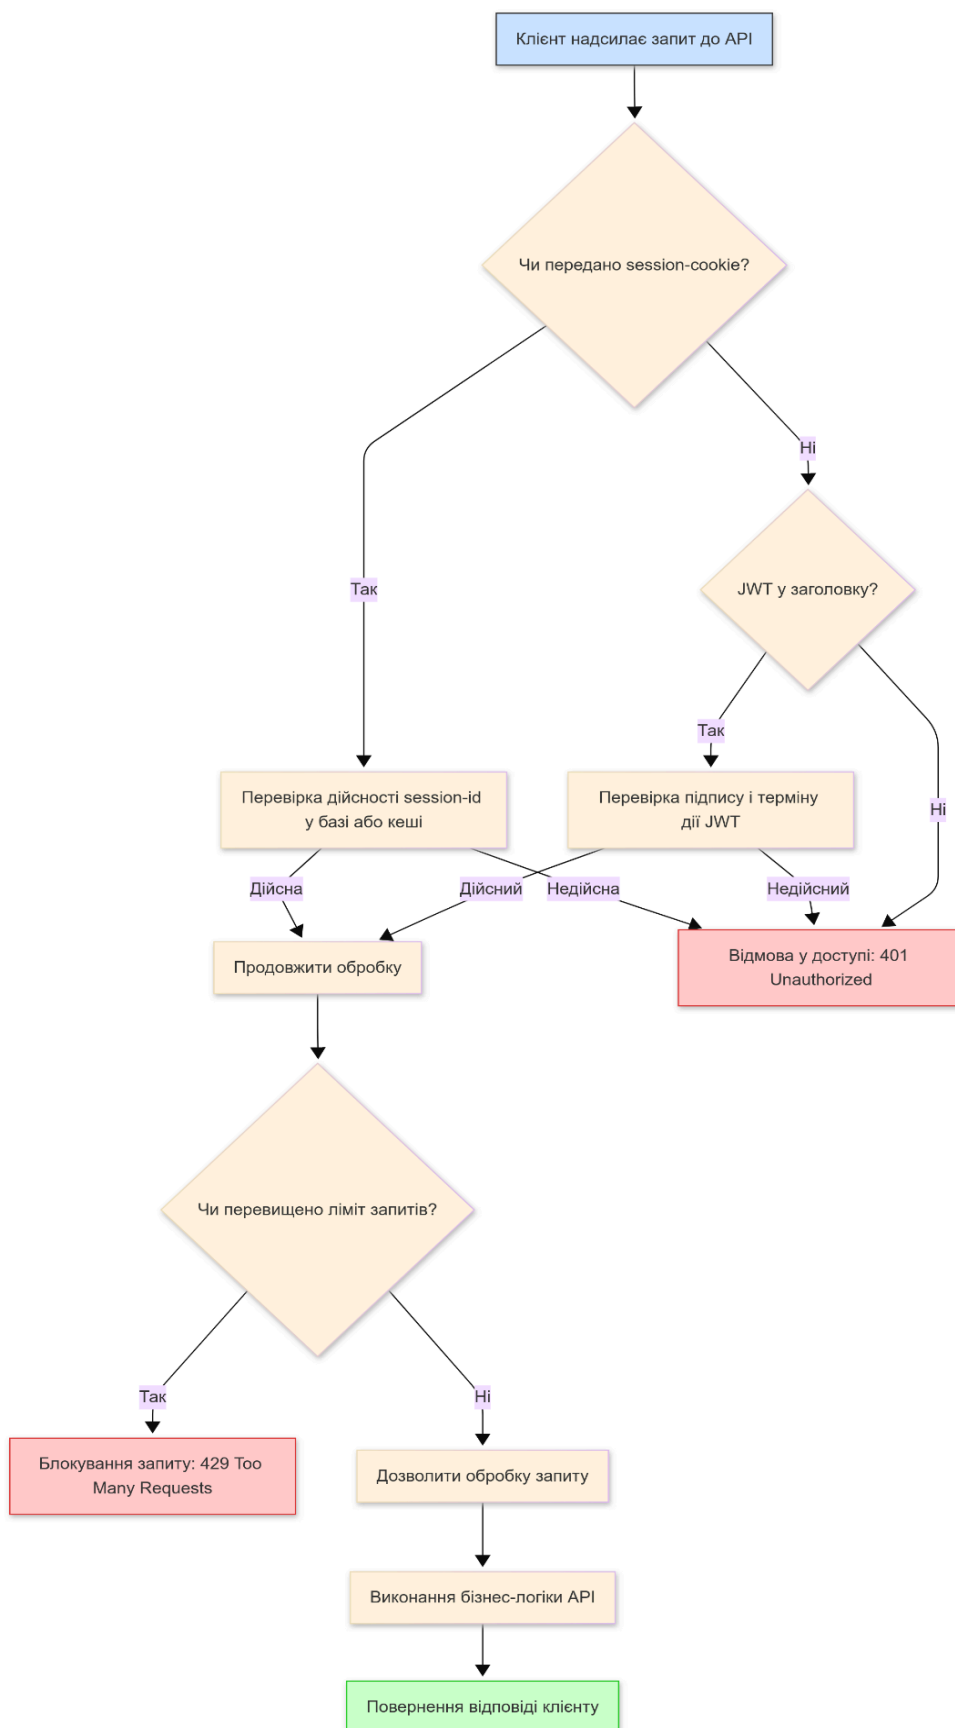 Клієнт надсилає запит до API
Чи передано session-cookie?
Ні
Так
JWT у заголовку?
Так
Ні
Перевірка дійсності session-id
у базі або кеші
Перевірка підпису і терміну
дії JWT
Дійсна
Дійсний
Недійсна
Недійсний
Продовжити обробку
Відмова у доступі: 401
Unauthorized
Чи перевищено ліміт запитів?
Так
Ні
Блокування запиту: 429 Too
Many Requests
Дозволити обробку запиту
Виконання бізнес-логіки API
Повернення відповіді клієнту